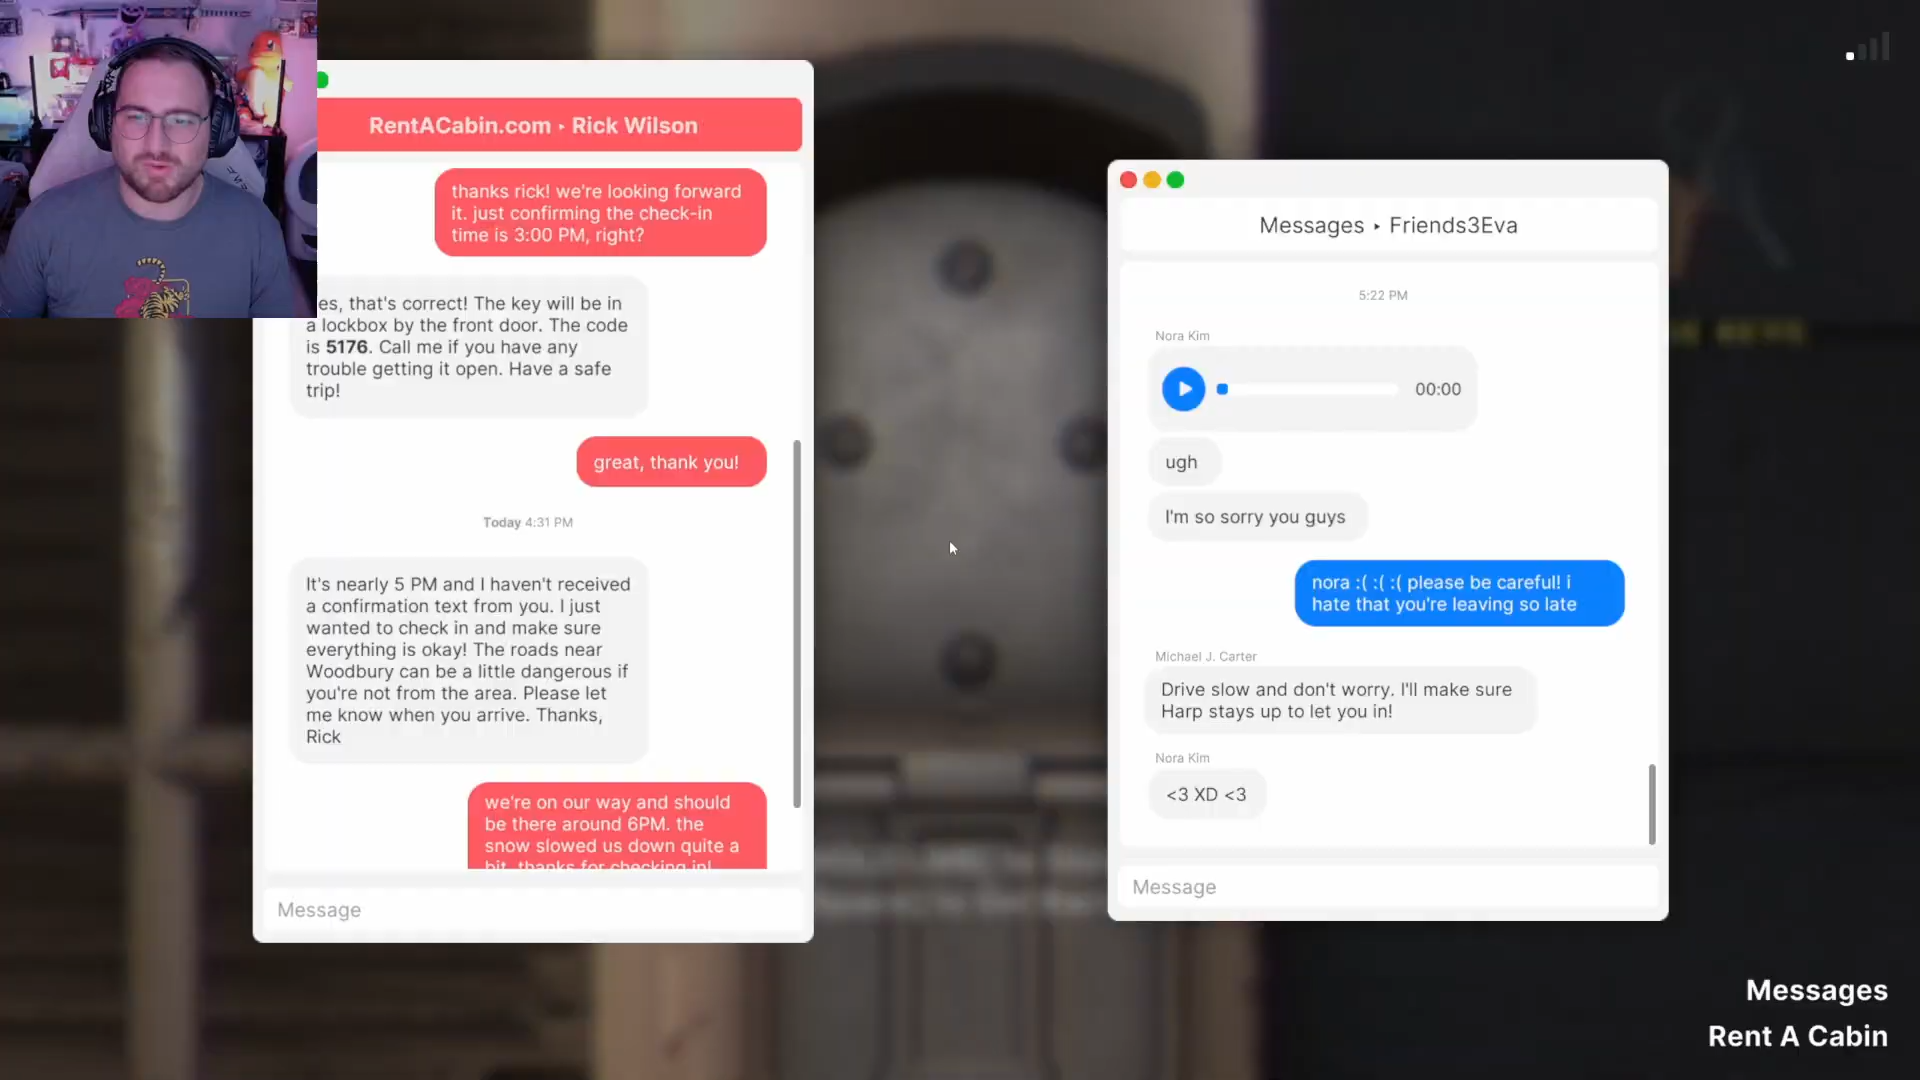 RentACabin.com ‣ Rick Wilson
thanks rick! we're looking forward
it. just confirming the check-in
time is 3:00 PM, right?
es, that's correct! The key will be in
a lockbox by the front door. The code
is 5176. Call me if you have any
trouble getting it open. Have a safe
trip!
great, thank you!
Today 4:31 PM
It's nearly 5 PM and I haven't received
a confirmation text from you. I just
wanted to check in and make sure
everything is okay! The roads near
Woodbury can be a little dangerous if
you're not from the area. Please let
me know when you arrive. Thanks,
Rick
we're on our way and should
be there around 6PM. the
snow slowed us down quite a
bit. thanks for checking in!
Message
Messages ‣ Friends3Eva
5:22 PM
Nora Kim
00:00
ugh
I'm so sorry you guys
nora :( :( :( please be careful! i
hate that you're leaving so late
Michael J. Carter
Drive slow and don't worry. I'll make sure
Harp stays up to let you in!
Nora Kim
<3 XD <3
Message
Messages
Rent A Cabin